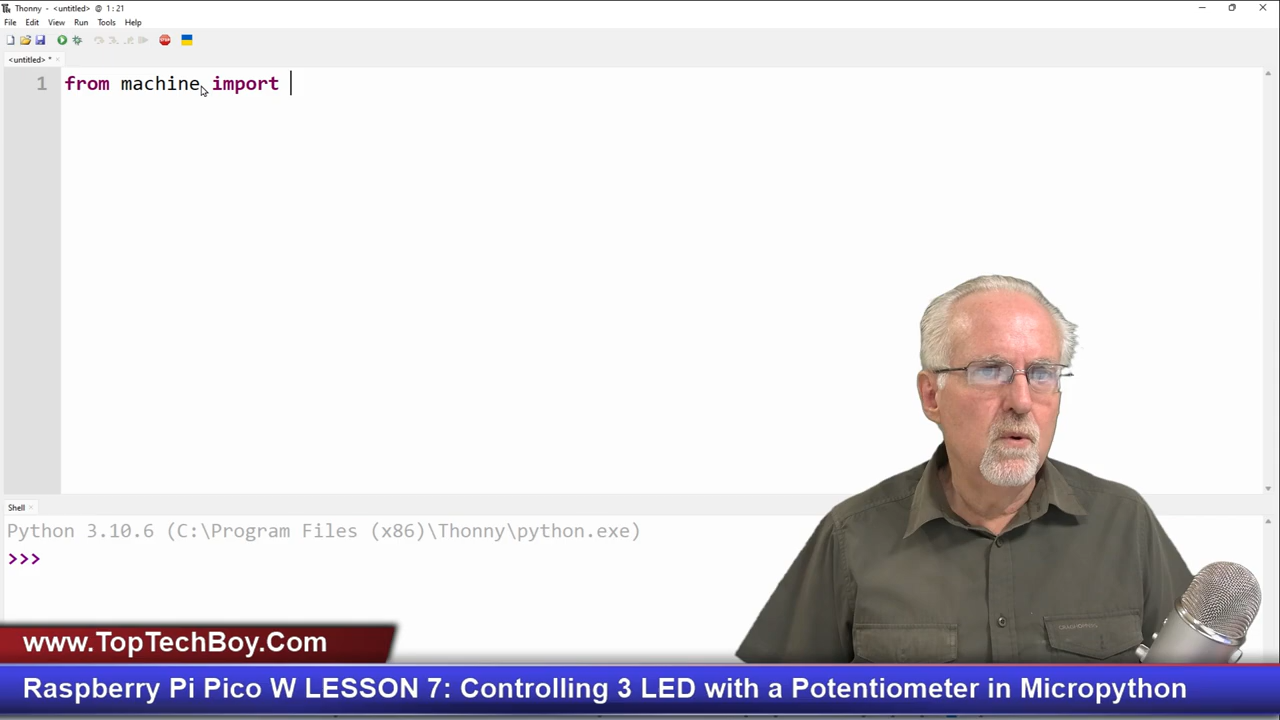 Thonny - <untitled> @ 1:21
File Edit View Run Tools Help
STOP
<untitled> *
1 from machine import
Shell
Python 3.10.6 (C:\Program Files (x86)\Thonny\python.exe)
>>>
www.TopTechBoy.Com
Raspberry Pi Pico W LESSON 7: Controlling 3 LED with a Potentiometer in Micropython